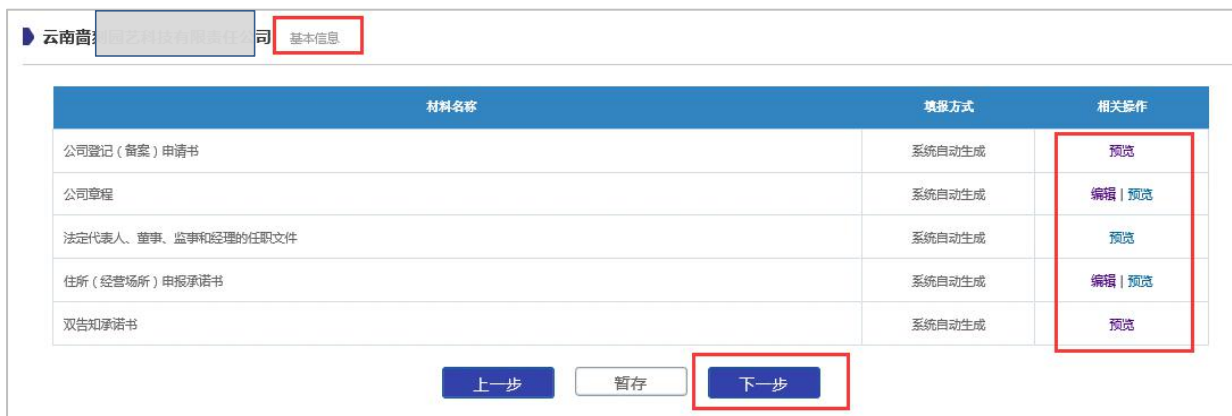 云南啬 司 基本信息
材料名称 填报方式 相关操作
公司登记（备案）申请书 系统自动生成 预览
公司章程 系统自动生成 编辑 | 预览
法定代表人、董事、监事和经理的任职文件 系统自动生成 预览
住所（经营场所）申报承诺书 系统自动生成 编辑 | 预览
双告知承诺书 系统自动生成 预览
上一步 暂存 下一步